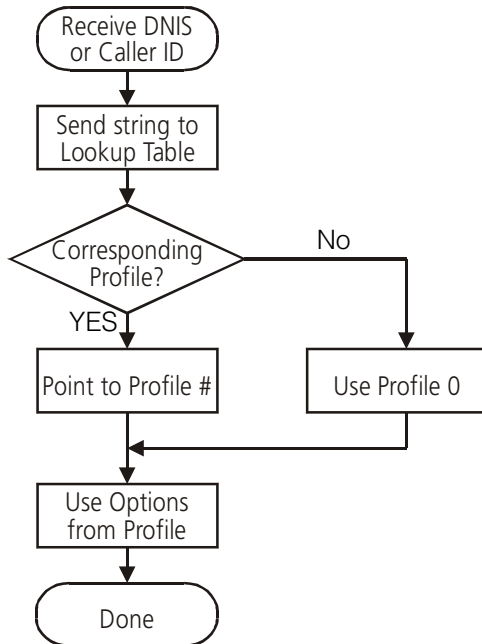 Receive DNIS
or Caller ID
Send string to
Lookup Table
Corresponding
Profile?
No
YES
Point to Profile #
Use Profile 0
Use Options
from Profile
Done